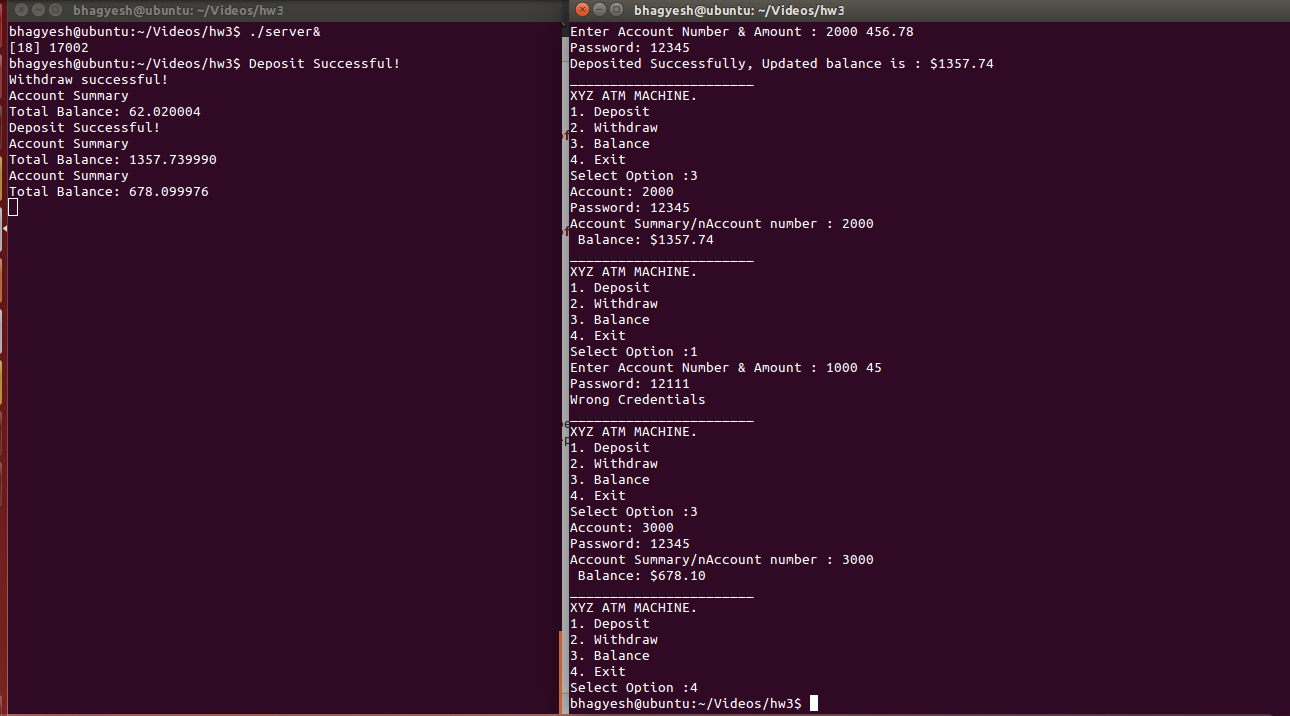 bhagyesh@ubuntu: ~/Videos/hw3
bhagyesh@ubuntu:~/Videos/hw3$ ./server&
[18] 17002
bhagyesh@ubuntu:~/Videos/hw3$ Deposit Successful!
Withdraw successful!
Account Summary
Total Balance: 62.020004
Deposit Successful!
Account Summary
Total Balance: 1357.739990
Account Summary
Total Balance: 678.099976
bhagyesh@ubuntu: ~/Videos/hw3
Enter Account Number & Amount : 2000 456.78
Password: 12345
Deposited Successfully, Updated balance is : $1357.74
_______________________
XYZ ATM MACHINE.
1. Deposit
2. Withdraw
3. Balance
4. Exit
Select Option :3
Account: 2000
Password: 12345
Account Summary/nAccount number : 2000
Balance: $1357.74
_______________________
XYZ ATM MACHINE.
1. Deposit
2. Withdraw
3. Balance
4. Exit
Select Option :1
Enter Account Number & Amount : 1000 45
Password: 12111
Wrong Credentials
_______________________
XYZ ATM MACHINE.
1. Deposit
2. Withdraw
3. Balance
4. Exit
Select Option :3
Account: 3000
Password: 12345
Account Summary/nAccount number : 3000
Balance: $678.10
_______________________
XYZ ATM MACHINE.
1. Deposit
2. Withdraw
3. Balance
4. Exit
Select Option :4
bhagyesh@ubuntu:~/Videos/hw3$